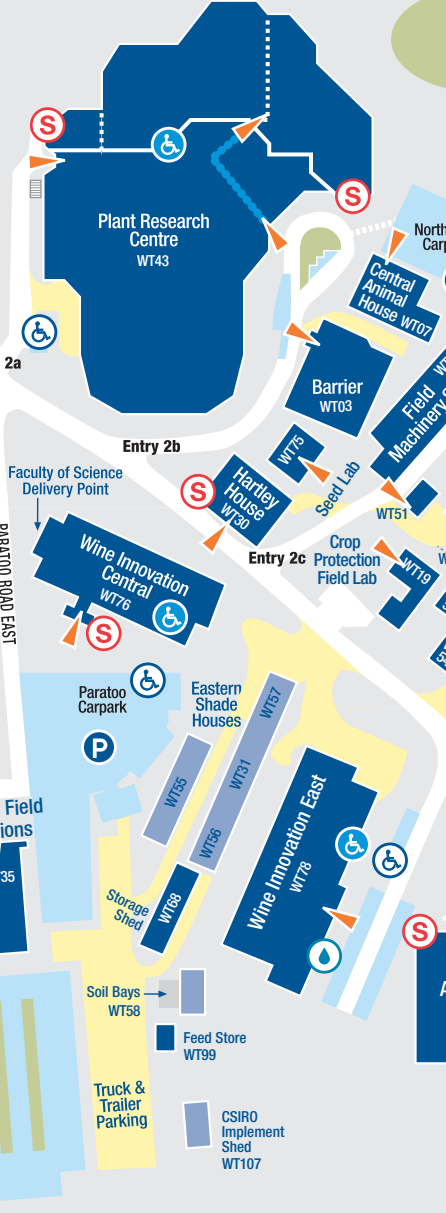 S
S
Plant Research
Centre
WT43
North
Central
Animal
House WT07
2a
Barrier
WT03
Field
Machinery
Entry 2b
WT75
Seed Lab
S
Hartley
House
WT30
WT51
Faculty of Science
Delivery Point
Entry 2c
Crop
Protection
Field Lab
WT19
PARATOO ROAD EAST
Wine Innovation
Central
WT76
S
Paratoo
Carpark
P
Eastern
Shade
Houses
WT57
WT31
WT55
WT56
Wine Innovation East
WT78
Field
Storage
Shed
WT68
S
Soil Bays
WT58
Feed Store
WT99
Truck &
Trailer
Parking
CSIRO
Implement
Shed
WT107